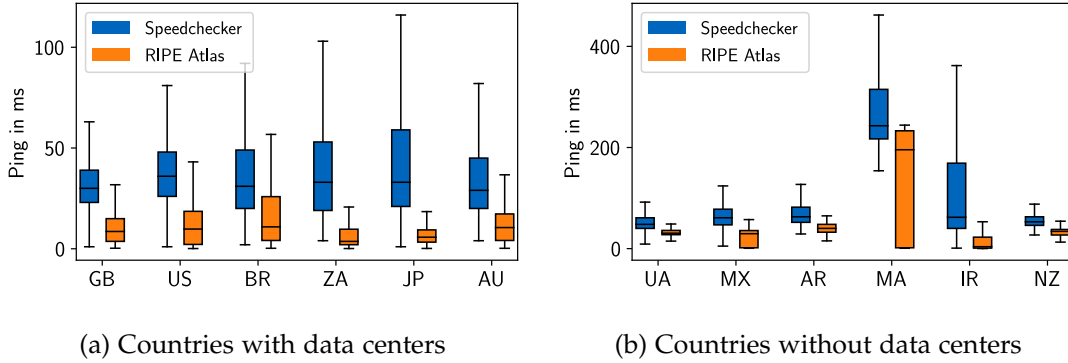 Speedchecker
RIPE Atlas
100
50
0
Ping in ms
GB US BR ZA JP AU
(a) Countries with data centers
Speedchecker
RIPE Atlas
400
200
0
Ping in ms
UA MX AR MA IR NZ
(b) Countries without data centers